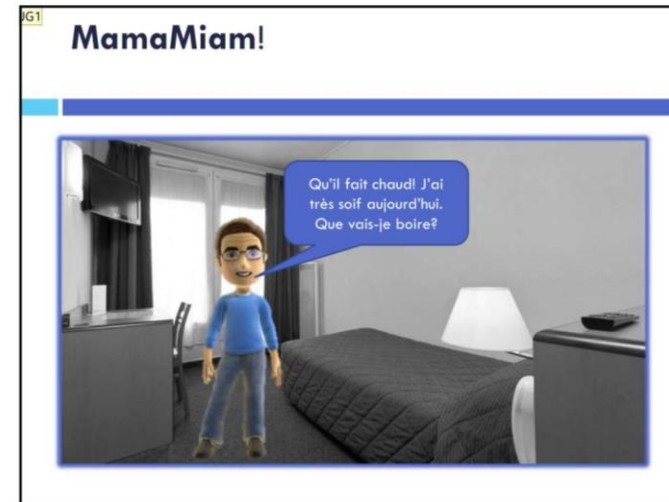 JG1
MamaMiam!
Qu'il fait chaud! J'ai
très soif aujourd'hui.
Que vais-je boire?